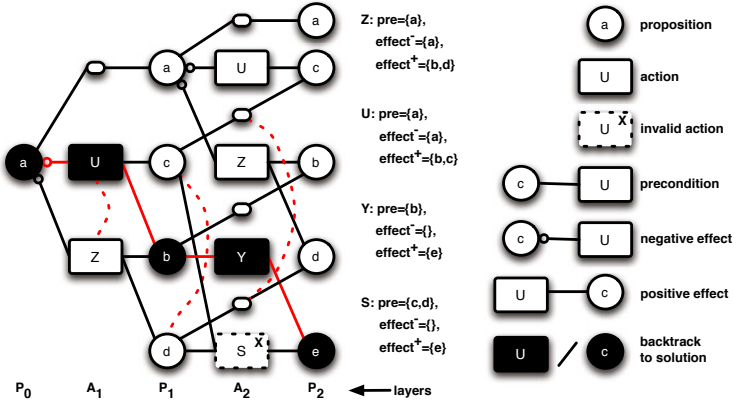 a
a
U
c
a
U
c
Z
b
Z
b
Y
d
d
S
X
e
P0
A1
P1
A2
P2
layers
Z: pre={a},
effect-={a},
effect+={b,d}
U: pre={a},
effect-={a},
effect+={b,c}
Y: pre={b},
effect-={},
effect+={e}
S: pre={c,d},
effect-={},
effect+={e}
a
proposition
U
action
U
X
invalid action
c
U
precondition
c
U
negative effect
U
c
positive effect
U
c
backtrack
to solution